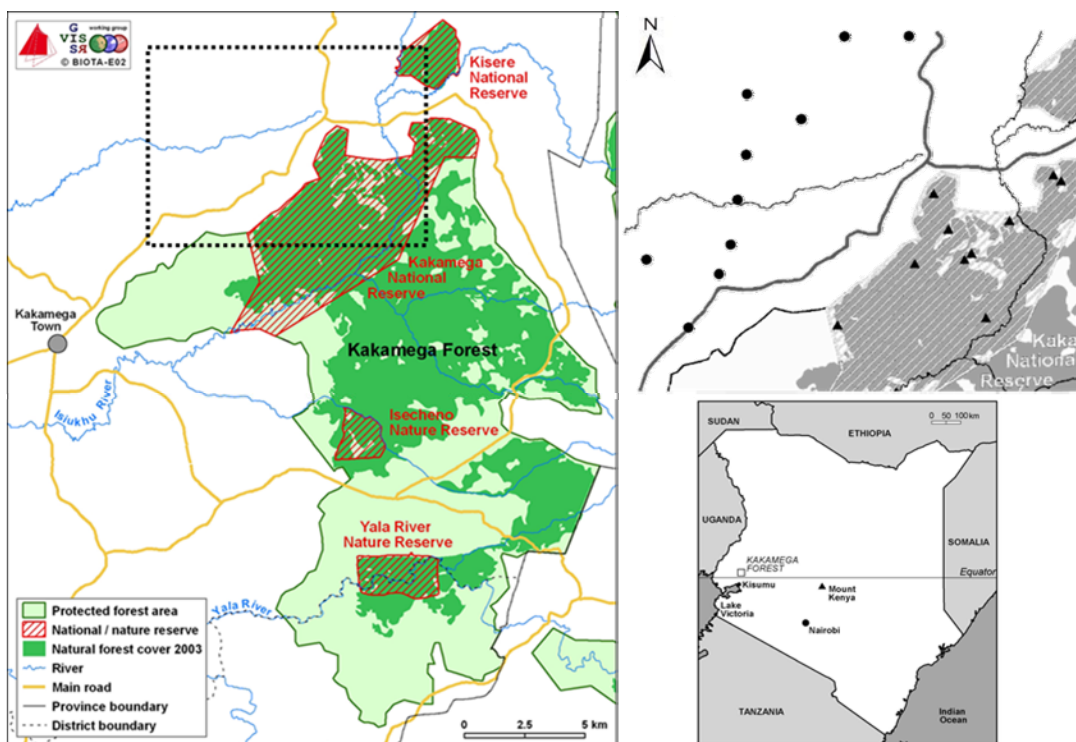 G
VIS
SR
working group
© BIOTA-E02
Kisere
National
Reserve
Kakamega
National
Reserve
Kakamega
Town
Kakamega Forest
Isiukhu River
Isecheno
Nature Reserve
Yala River
Nature Reserve
Yala River
Protected forest area
National / nature reserve
Natural forest cover 2003
River
Main road
Province boundary
District boundary
0 2.5 5 km
N
Kaka
National
Reserve
0 50 100 km
SUDAN
ETHIOPIA
UGANDA
SOMALIA
KAKAMEGA
FOREST
Equator
Kisumu
Mount
Kenya
Lake
Victoria
Nairobi
TANZANIA
Indian
Ocean